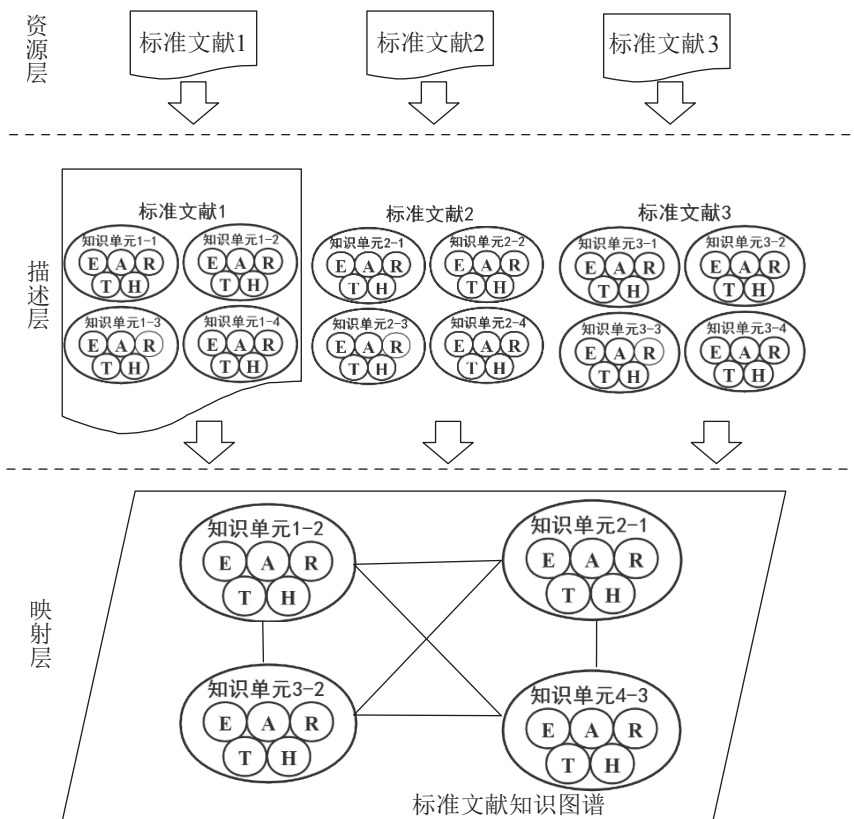 资源层
标准文献1
标准文献2
标准文献3
描述层
标准文献1
知识单元1-1
E A R
T H
知识单元1-2
E A R
T H
知识单元1-3
E A R
T H
知识单元1-4
E A R
T H
标准文献2
知识单元2-1
E A R
T H
知识单元2-2
E A R
T H
知识单元2-3
E A R
T H
知识单元2-4
E A R
T H
标准文献3
知识单元3-1
E A R
T H
知识单元3-2
E A R
T H
知识单元3-3
E A R
T H
知识单元3-4
E A R
T H
映射层
知识单元1-2
E A R
T H
知识单元2-1
E A R
T H
知识单元3-2
E A R
T H
知识单元4-3
E A R
T H
标准文献知识图谱